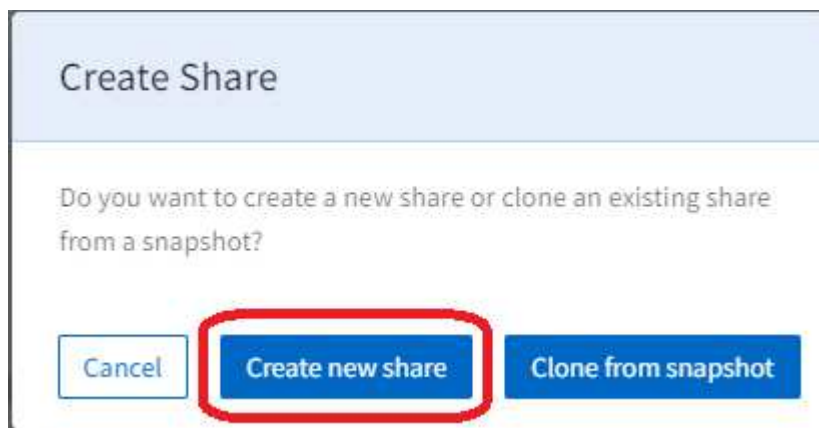 Create Share
Do you want to create a new share or clone an existing share
from a snapshot?
Cancel
Create new share
Clone from snapshot